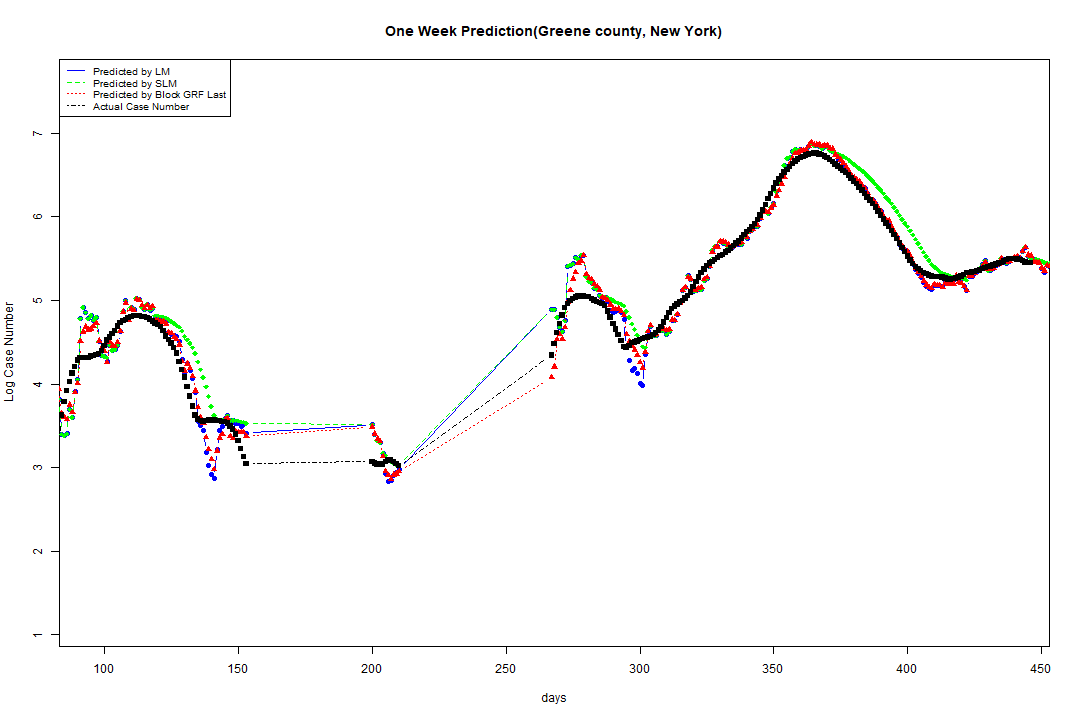 One Week Prediction(Greene county, New York)
Predicted by LM
Predicted by SLM
Predicted by Block GRF Last
Actual Case Number
Log Case Number
7
6
5
4
3
2
1
100 150 200 250 300 350 400 450
days